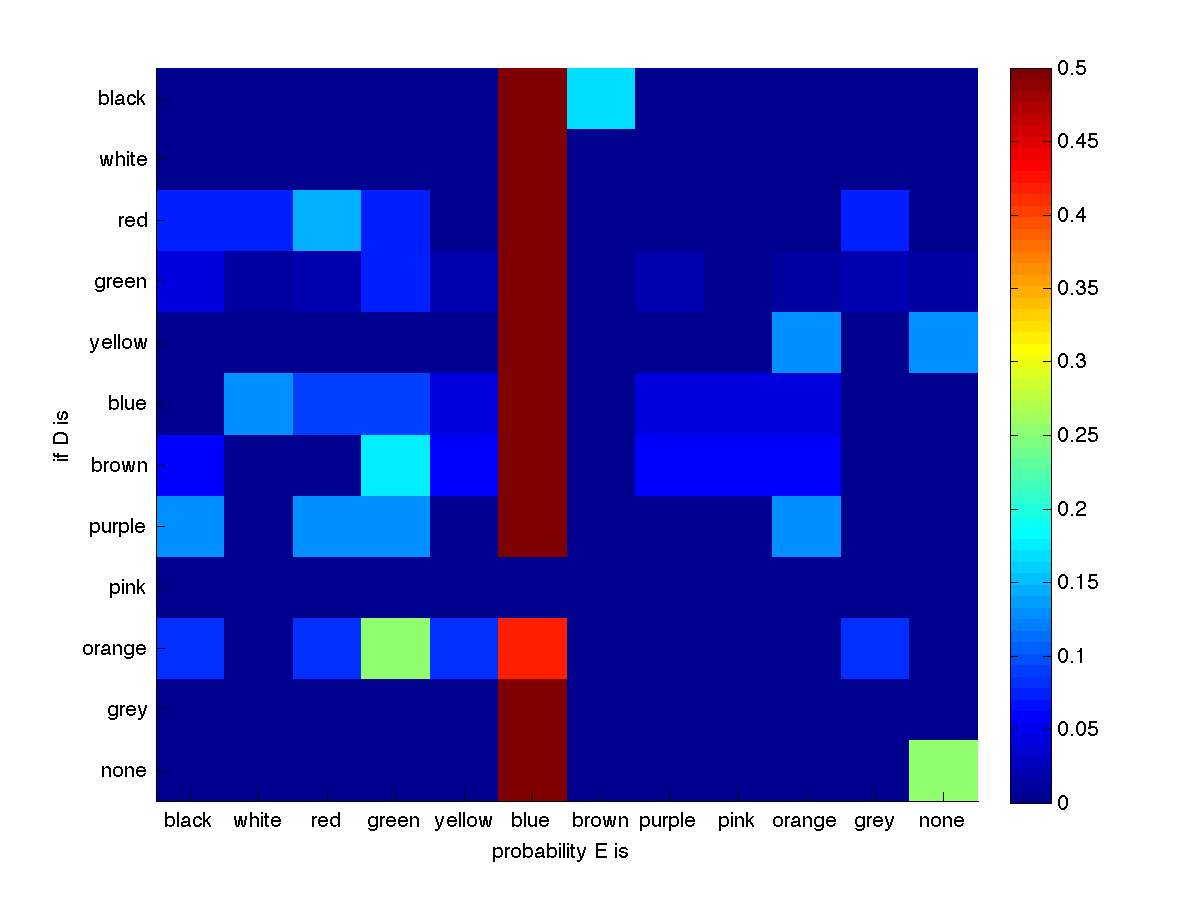 if D is
black
white
red
green
yellow
blue
brown
purple
pink
orange
grey
none
black white red green yellow blue brown purple pink orange grey none
probability E is
0.5
0.45
0.4
0.35
0.3
0.25
0.2
0.15
0.1
0.05
0